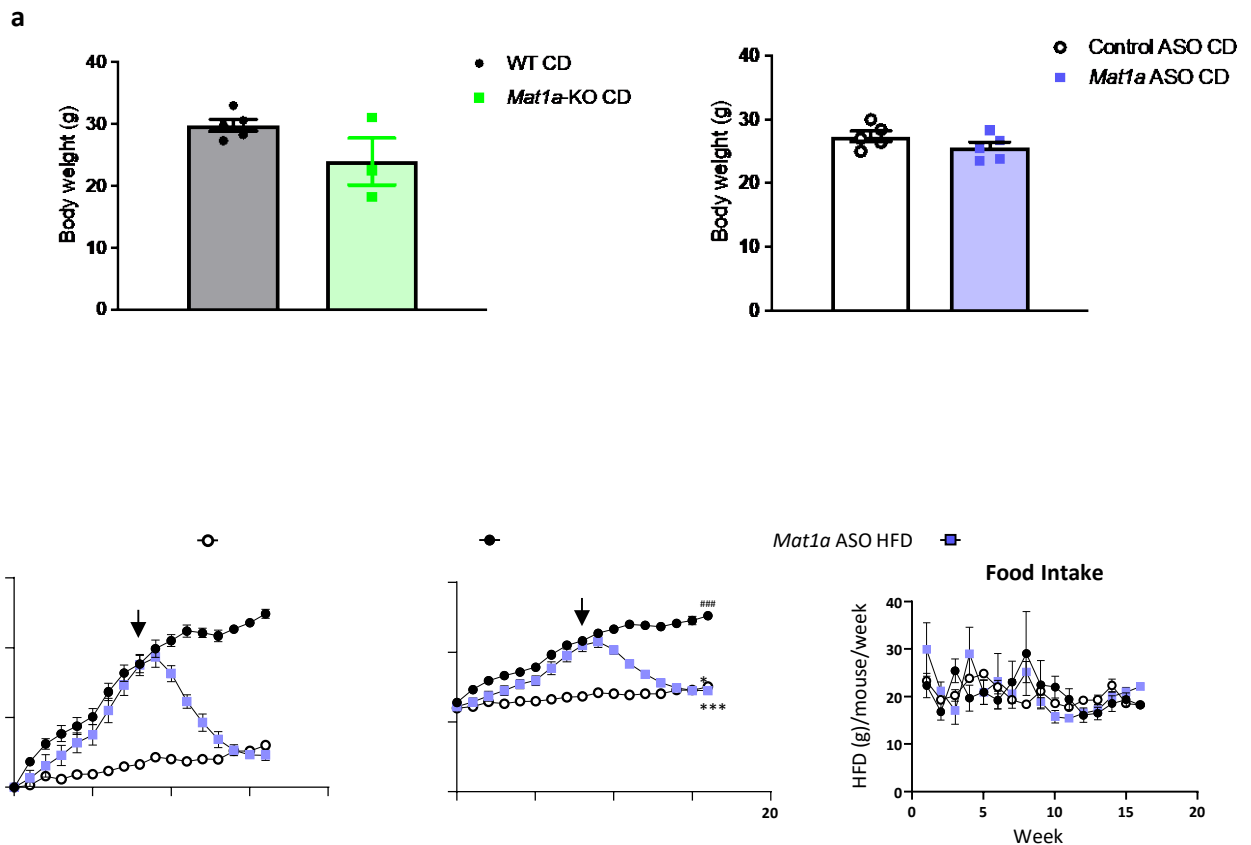 a
Body weight (g)
40
30
20
10
0
WT CD
Mat1a-KO CD
Body weight (g)
40
30
20
10
0
Control ASO CD
Mat1a ASO CD
Mat1a ASO HFD
###
*
***
20
Food Intake
HFD (g)/mouse/week
40
30
20
10
0
0 5 10 15 20
Week